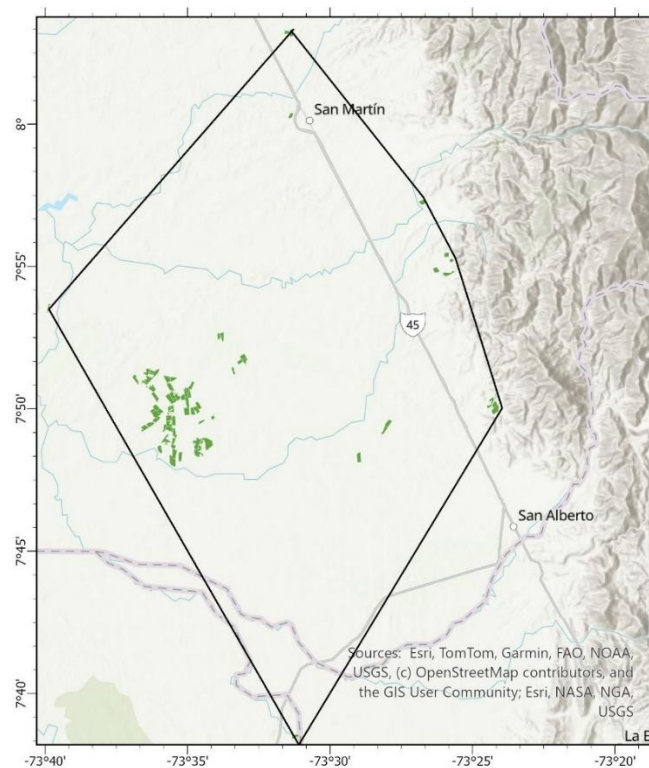 San Martín
8°
7°55'
45
7°50'
San Alberto
7°45'
Sources: Esri, TomTom, Garmin, FAO, NOAA,
USGS, (c) OpenStreetMap contributors, and
the GIS User Community; Esri, NASA, NGA,
USGS
7°40'
La E
-73°40' -73°35' -73°30' -73°25' -73°20'